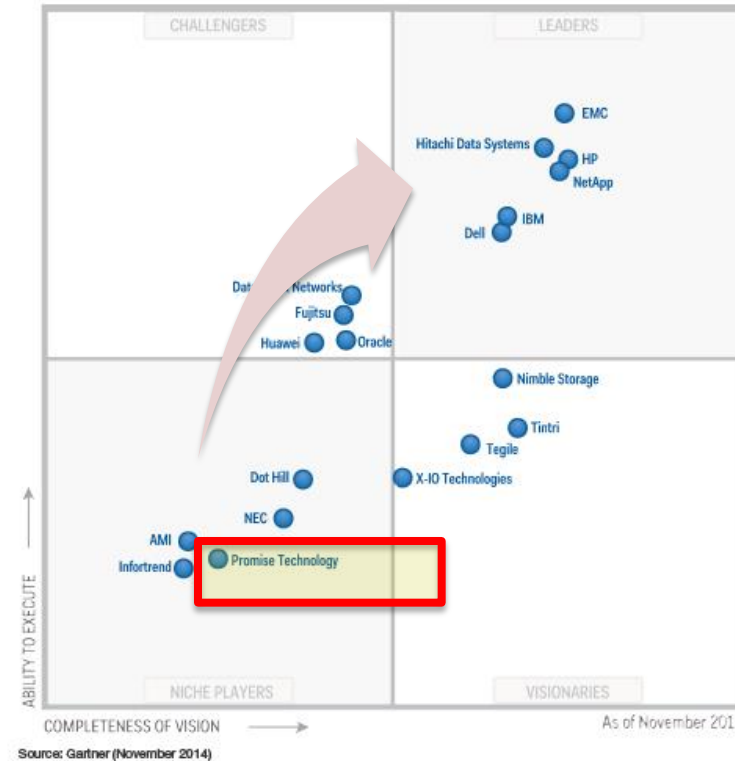 CHALLENGERS
LEADERS
EMC
Hitachi Data Systems
HP
NetApp
IBM
Dell
Networks
Fujitsu
Huawei
Oracle
Nimble Storage
Tintri
Tegile
Dot Hill
X-IO Technologies
NEC
AMI
Promise Technology
Infortrend
ABILITY TO EXECUTE
NICHE PLAYERS
VISIONARIES
COMPLETENESS OF VISION
As of November 201
Source: Gartner (November 2014)